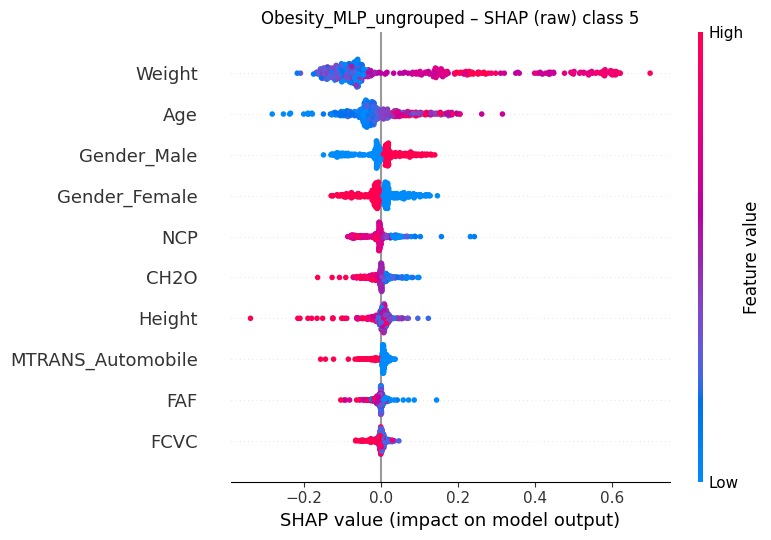 Obesity_MLP_ungrouped – SHAP (raw) class 5
High
Weight
Age
Gender_Male
Gender_Female
NCP
CH2O
Height
MTRANS_Automobile
FAF
FCVC
Feature value
Low
−0.2 0.0 0.2 0.4 0.6
SHAP value (impact on model output)